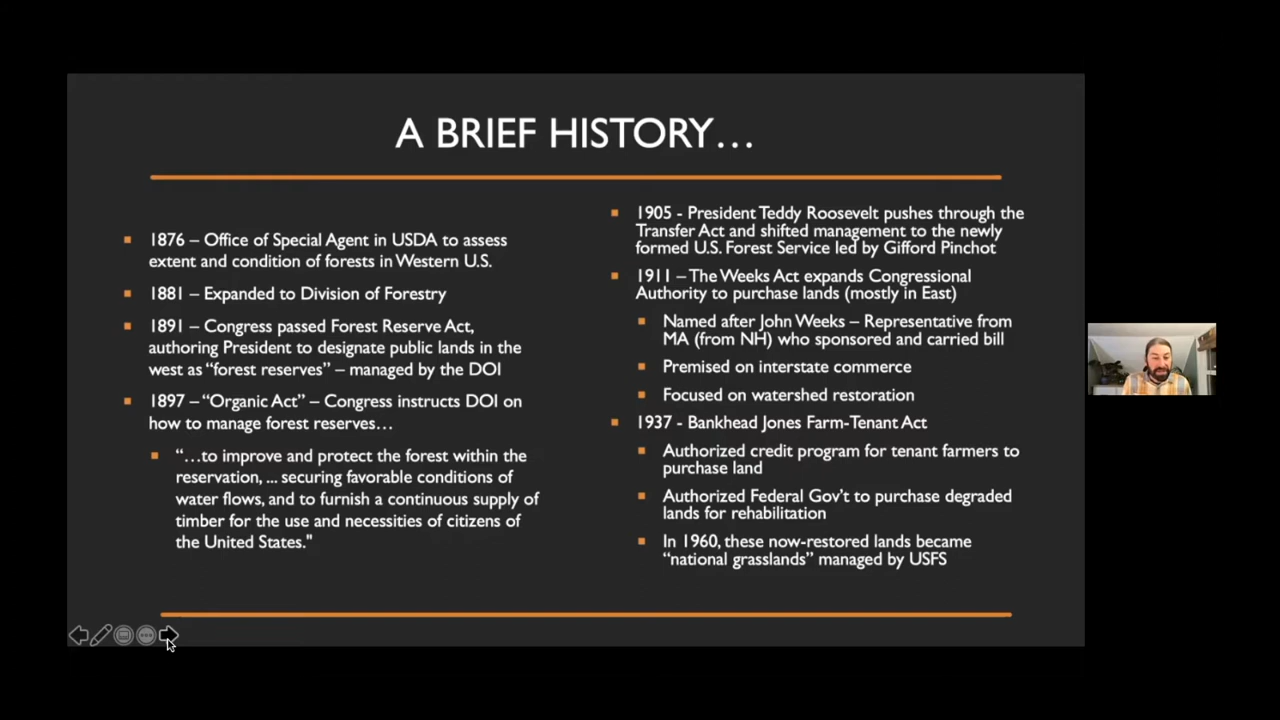 A BRIEF HISTORY…
1876 – Office of Special Agent in USDA to assess
extent and condition of forests in Western U.S.
1881 – Expanded to Division of Forestry
1891 – Congress passed Forest Reserve Act,
authoring President to designate public lands in the
west as “forest reserves” – managed by the DOI
1897 – “Organic Act” – Congress instructs DOI on
how to manage forest reserves…
“…to improve and protect the forest within the
reservation, ... securing favorable conditions of
water flows, and to furnish a continuous supply of
timber for the use and necessities of citizens of
the United States."
1905 - President Teddy Roosevelt pushes through the
Transfer Act and shifted management to the newly
formed U.S. Forest Service led by Gifford Pinchot
1911 – The Weeks Act expands Congressional
Authority to purchase lands (mostly in East)
Named after John Weeks – Representative from
MA (from NH) who sponsored and carried bill
Premised on interstate commerce
Focused on watershed restoration
1937 - Bankhead Jones Farm-Tenant Act
Authorized credit program for tenant farmers to
purchase land
Authorized Federal Gov’t to purchase degraded
lands for rehabilitation
In 1960, these now-restored lands became
“national grasslands” managed by USFS